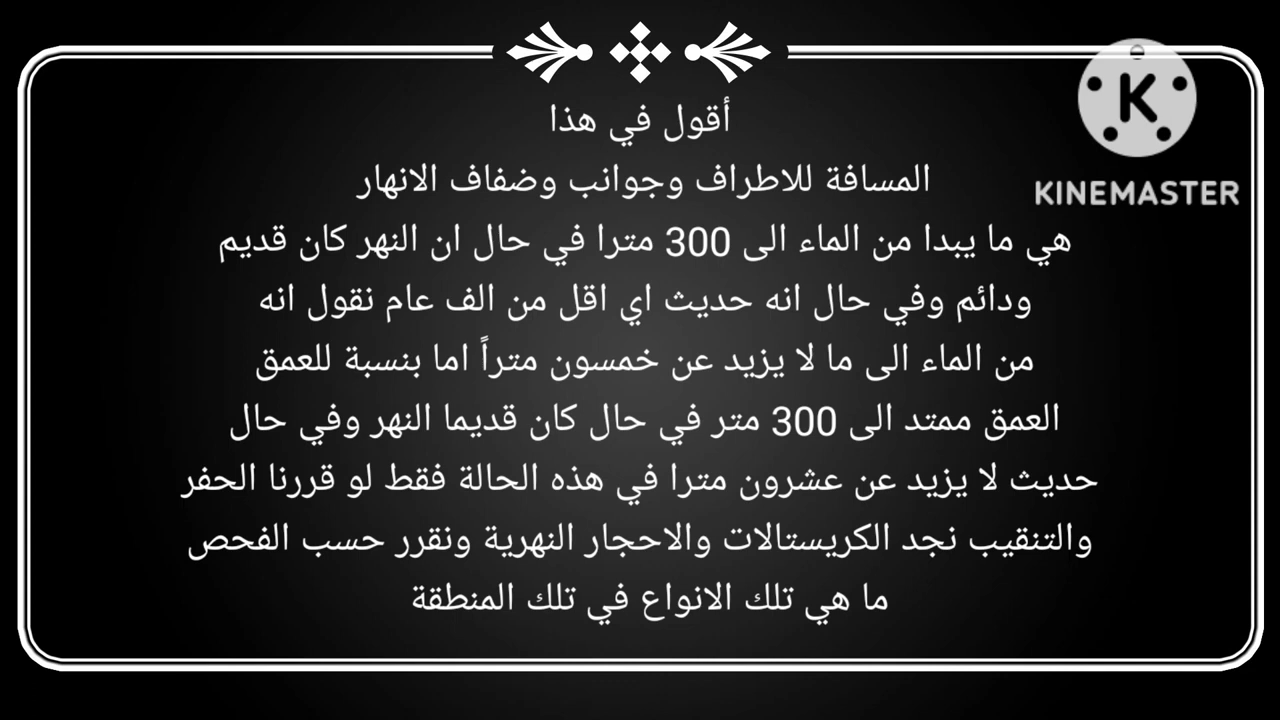 أقول في هذا
المسافة للاطراف وجوانب وضفاف الانهار
KINEMASTER
هي ما يبدا من الماء الى 300 مترا في حال ان النهر كان قديم
ودائم وفي حال انه حديث اي اقل من الف عام نقول انه
من الماء الى ما لا يزيد عن خمسون متراً اما بنسبة للعمق
العمق ممتد الى 300 متر في حال كان قديما النهر وفي حال
حديث لا يزيد عن عشرون مترا في هذه الحالة فقط لو قررنا الحفر
والتنقيب نجد الكريستالات والاحجار النهرية ونقرر حسب الفحص
ما هي تلك الانواع في تلك المنطقة